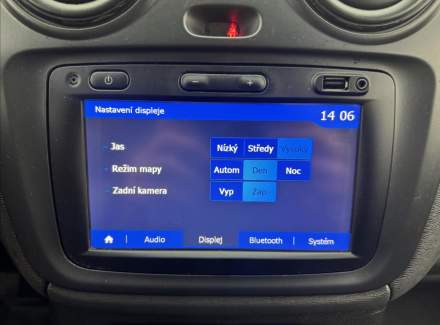 Nastavení displeje
14 06
Jas Nízký Středy Vysoký
Režim mapy Autom Den Noc
Zadní kamera Vyp Zap
Audio Displej Bluetooth Systém